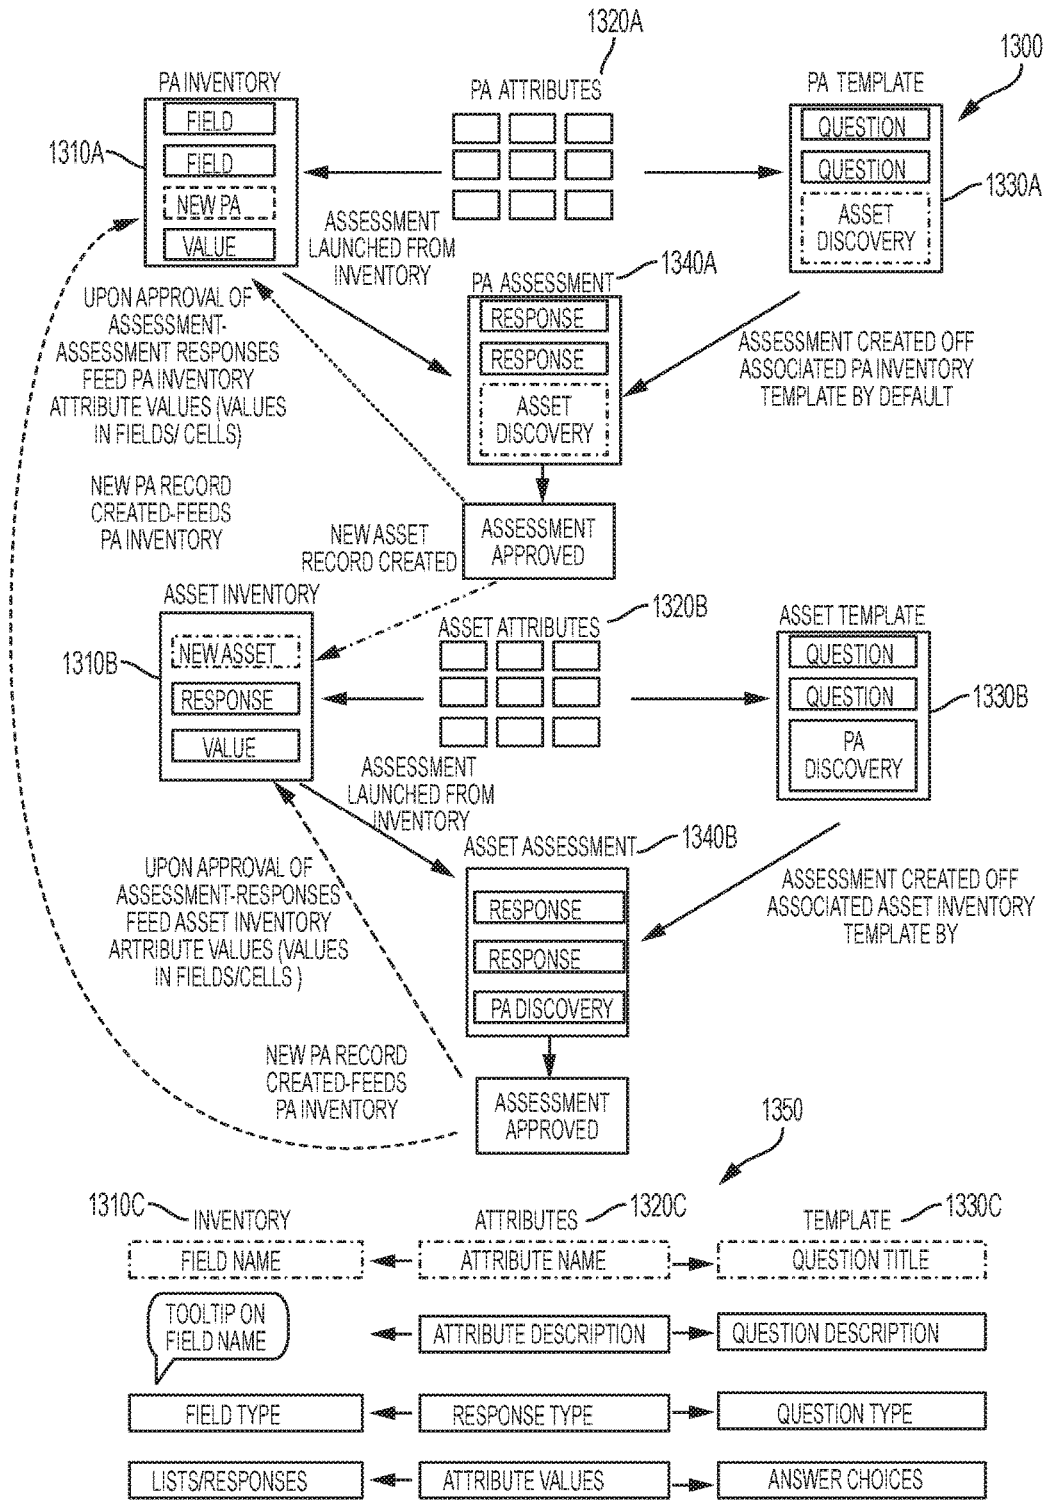 1320A
1300
PA INVENTORY
PA ATTRIBUTES
PA TEMPLATE
FIELD
FIELD
NEW PA
VALUE
1310A
QUESTION
QUESTION
ASSET
DISCOVERY
1330A
ASSESSMENT
LAUNCHED FROM
INVENTORY
1340A
PA ASSESSMENT
RESPONSE
RESPONSE
ASSET
DISCOVERY
UPON APPROVAL OF
ASSESSMENT-
ASSESSMENT RESPONSES
FEED PA INVENTORY
ATTRIBUTE VALUES (VALUES
IN FIELDS/ CELLS)
ASSESSMENT CREATED OFF
ASSOCIATED PA INVENTORY
TEMPLATE BY DEFAULT
NEW PA RECORD
CREATED-FEEDS
PA INVENTORY
NEW ASSET
RECORD CREATED
ASSESSMENT
APPROVED
ASSET INVENTORY
1310B
NEW ASSET
RESPONSE
VALUE
ASSET ATTRIBUTES
1320B
ASSET TEMPLATE
QUESTION
QUESTION
PA
DISCOVERY
1330B
ASSESSMENT
LAUNCHED FROM
INVENTORY
ASSET ASSESSMENT
1340B
RESPONSE
RESPONSE
PA DISCOVERY
UPON APPROVAL OF
ASSESSMENT-RESPONSES
FEED ASSET INVENTORY
ARTRIBUTE VALUES (VALUES
IN FIELDS/CELLS )
ASSESSMENT CREATED OFF
ASSOCIATED ASSET INVENTORY
TEMPLATE BY
NEW PA RECORD
CREATED-FEEDS
PA INVENTORY
ASSESSMENT
APPROVED
1350
1310C
INVENTORY
ATTRIBUTES
1320C
TEMPLATE
1330C
FIELD NAME
ATTRIBUTE NAME
QUESTION TITLE
TOOLTIP ON
FIELD NAME
ATTRIBUTE DESCRIPTION
QUESTION DESCRIPTION
FIELD TYPE
RESPONSE TYPE
QUESTION TYPE
LISTS/RESPONSES
ATTRIBUTE VALUES
ANSWER CHOICES